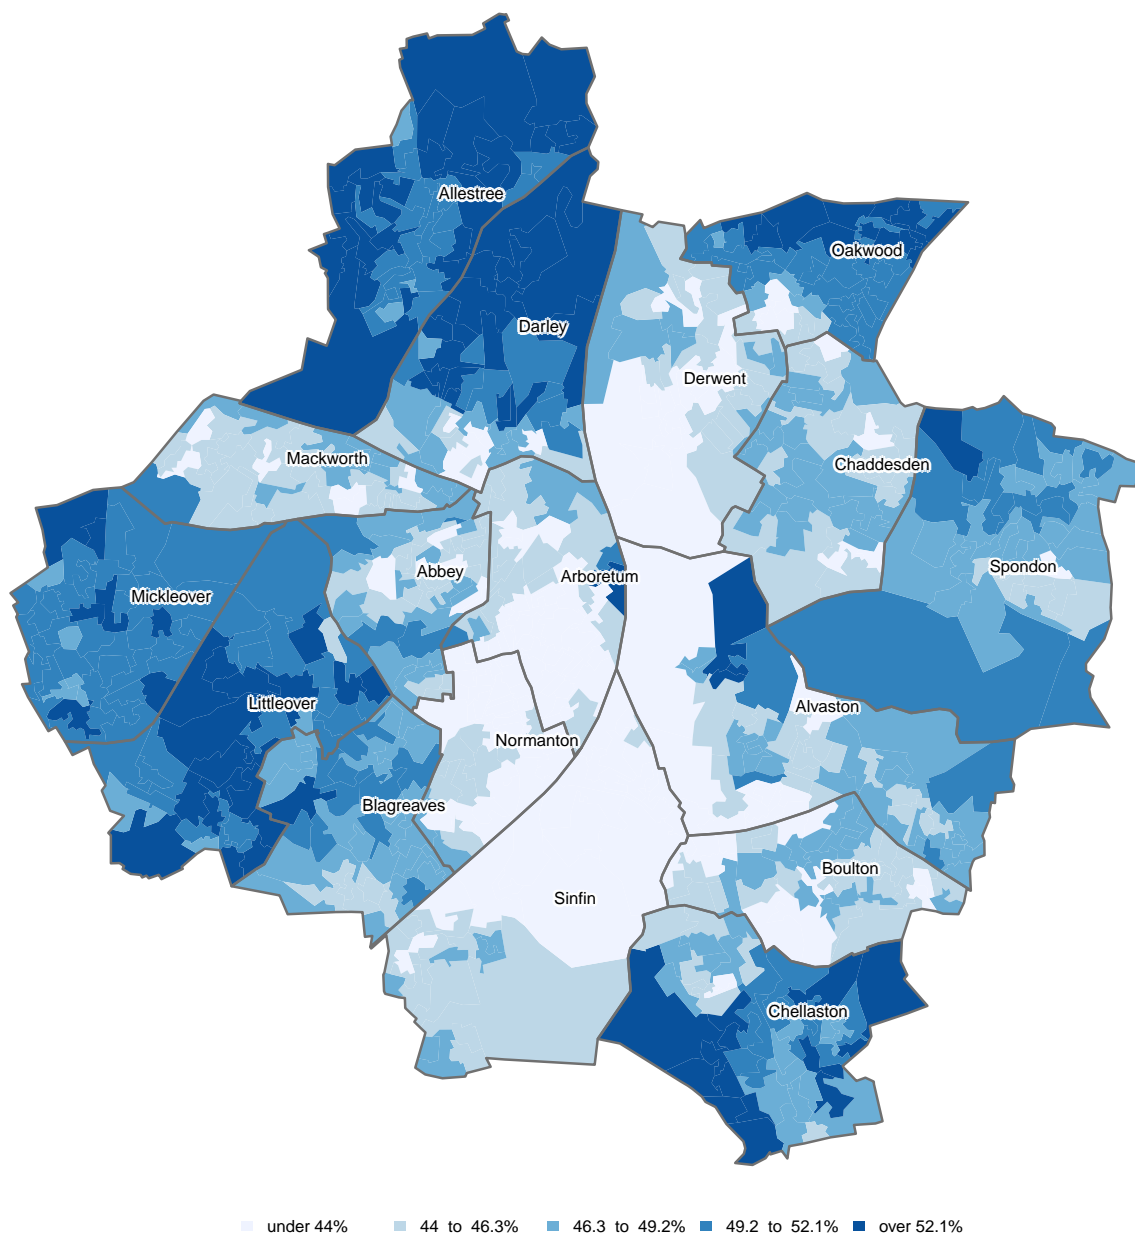 Allestree
Oakwood
Darley
Derwent
Mackworth
Chaddesden
Abbey
Arboretum
Spondon
Mickleover
Littleover
Alvaston
Normanton
Blagreaves
Boulton
Sinfin
Chellaston
under 44% 44 to 46.3% 46.3 to 49.2% 49.2 to 52.1% over 52.1%